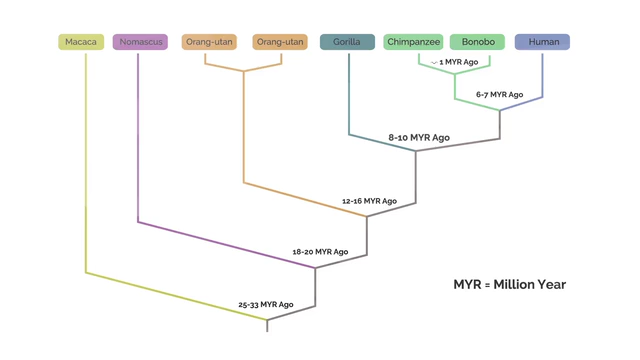 Macaca
Nomascus
Orang-utan
Orang-utan
Gorilla
Chimpanzee
Bonobo
Human
~ 1 MYR Ago
6-7 MYR Ago
8-10 MYR Ago
12-16 MYR Ago
18-20 MYR Ago
25-33 MYR Ago
MYR = Million Year